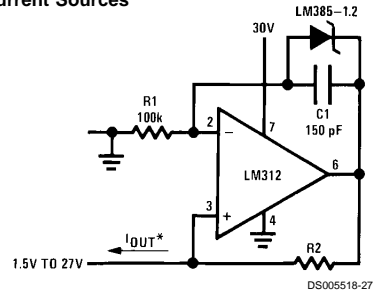 urrent Sources
LM385–1.2
30V
R1
100k
C1
150 pF
2
7
–
LM312
6
3
+
4
IOUT*
R2
1.5V TO 27V
DS005518-27